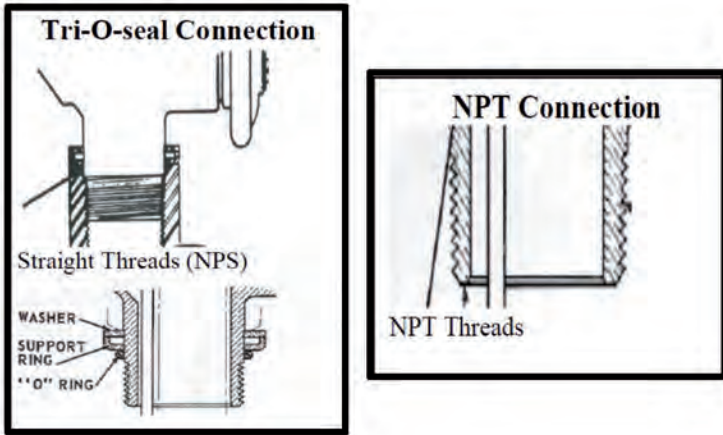 Tri-O-seal Connection
Straight Threads (NPS)
WASHER
SUPPORT
RING
"O" RING
NPT Connection
NPT Threads